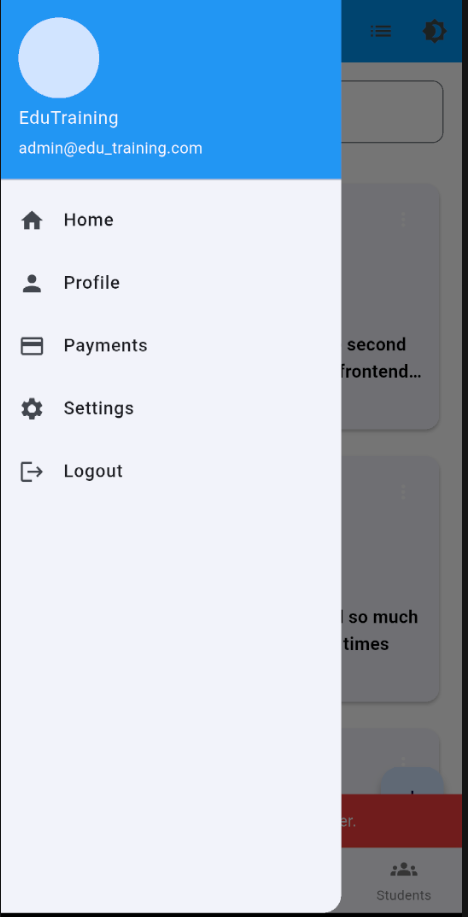 EduTraining
admin@edu_training.com
Home
Profile
Payments
Settings
Logout
second
frontend...
so much
times
er.
Students